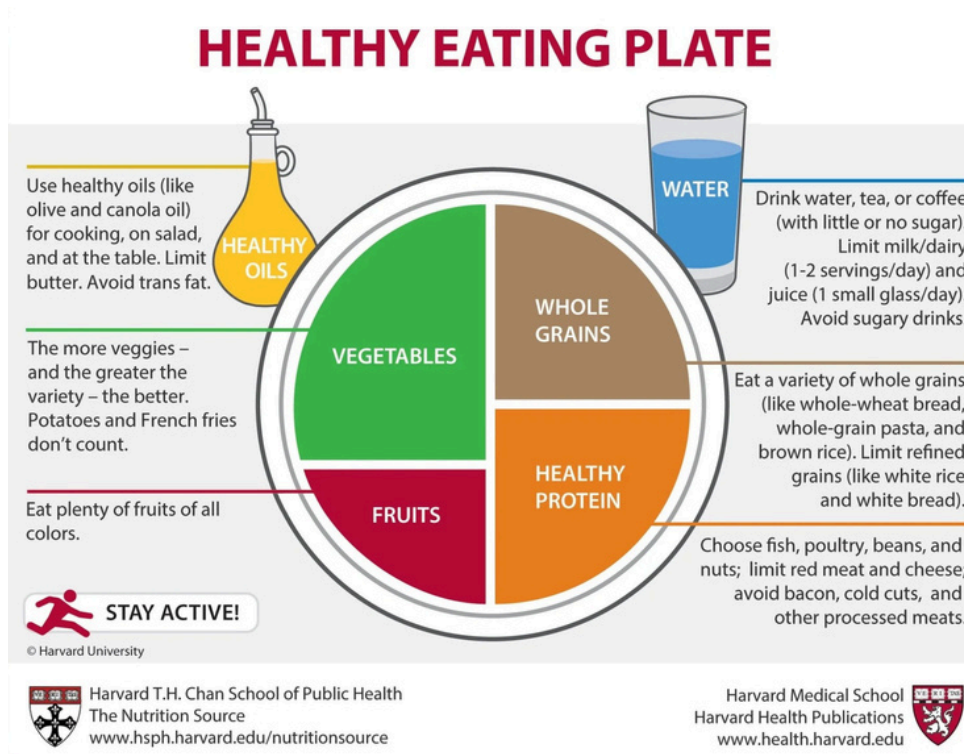 HEALTHY EATING PLATE
Use healthy oils (like
olive and canola oil)
for cooking, on salad,
and at the table. Limit
butter. Avoid trans fat.
HEALTHY
OILS
The more veggies –
and the greater the
variety – the better.
Potatoes and French fries
don't count.
Eat plenty of fruits of all
colors.
VEGETABLES
FRUITS
WHOLE
GRAINS
HEALTHY
PROTEIN
WATER
Drink water, tea, or coffee
(with little or no sugar)
Limit milk/dairy
(1-2 servings/day) and
juice (1 small glass/day)
Avoid sugary drinks
Eat a variety of whole grains
(like whole-wheat bread,
whole-grain pasta, and
brown rice). Limit refined
grains (like white rice
and white bread).
Choose fish, poultry, beans, and
nuts; limit red meat and cheese;
avoid bacon, cold cuts, and
other processed meats.
STAY ACTIVE!
© Harvard University
Harvard T.H. Chan School of Public Health
The Nutrition Source
www.hsph.harvard.edu/nutritionsource
Harvard Medical School
Harvard Health Publications
www.health.harvard.edu